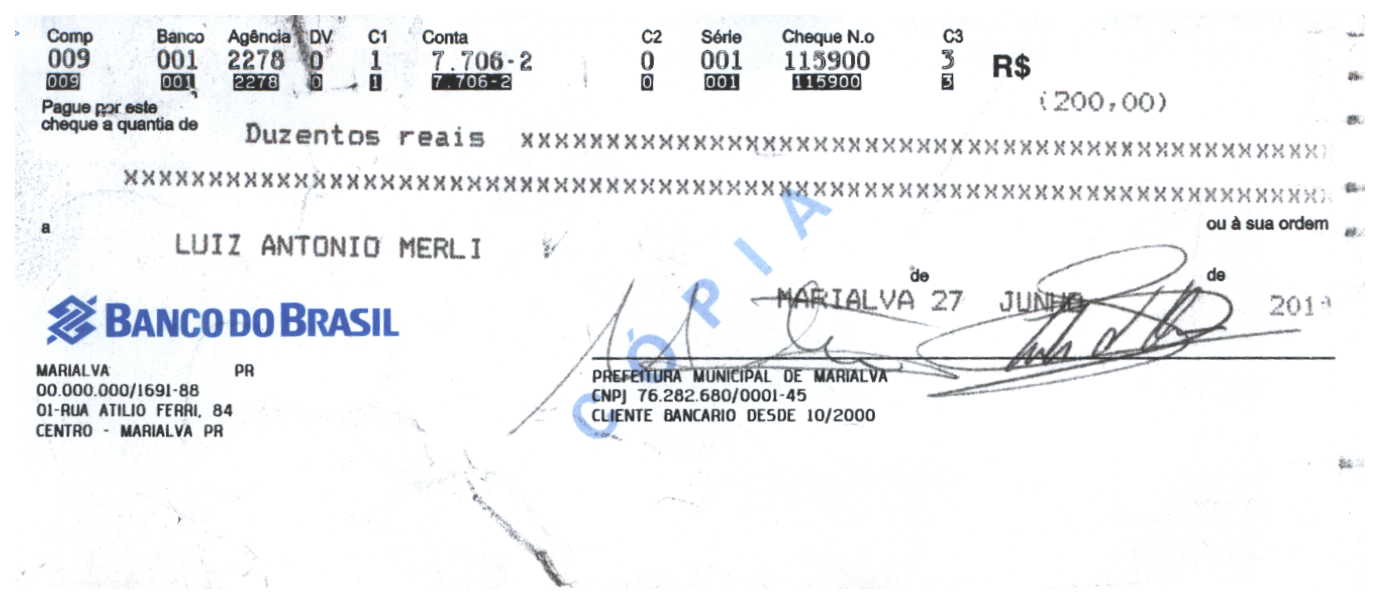 Comp Banco Agência DV C1 Conta C2 Série Cheque N.o C3
009 001 2278 0 1 7.706-2 0 001 115900 3 R$
009 001 2278 0 1 7.706-2 0 001 115900 3
(200,00)
Pague por este
cheque a quantia de
Duzentos reais xxxxxxxxxxxxxxxxxxxxxxxxxxxxxxxxxxxxxxxxxxxxxxx
xxxxxxxxxxxxxxxxxxxxxxxxxxxxxxxxxxxxxxxxxxxxxxxxxxxxxxxxxxxxxxxxxxxxx
a LUIZ ANTONIO MERLI ou à sua ordem
MARIALVA 27 de JUNHO de
BANCO DO BRASIL
MARIALVA PR
00.000.000/1691-88
01-RUA ATILIO FERRI, 84
CENTRO - MARIALVA PR
PREFEITURA MUNICIPAL DE MARIALVA
CNPJ 76.282.680/0001-45
CLIENTE BANCARIO DESDE 10/2000
CÓPIA